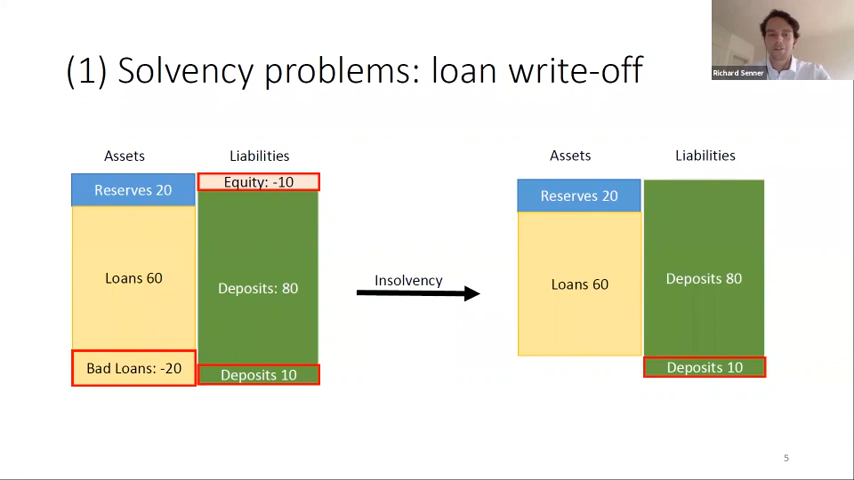 (1) Solvency problems: loan write-off
Richard Senner
Assets
Liabilities
Reserves 20
Equity: -10
Loans 60
Deposits: 80
Bad Loans: -20
Deposits 10
Insolvency
Assets
Liabilities
Reserves 20
Loans 60
Deposits 80
Deposits 10
5